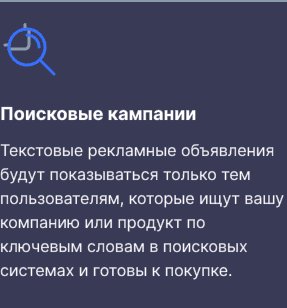 Поисковые кампании
Текстовые рекламные объявления
будут показываться только тем
пользователям, которые ищут вашу
компанию или продукт по
ключевым словам в поисковых
системах и готовы к покупке.